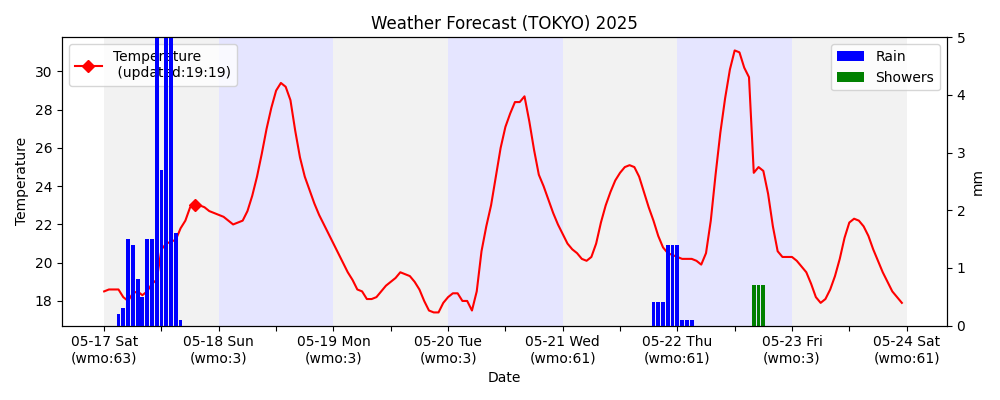 Weather Forecast (TOKYO) 2025
Temperature
(updated:19:19)
Rain
Showers
30
28
26
24
22
20
18
Temperature
5
4
3
2
1
0
mm
05-17 Sat
(wmo:63)
05-18 Sun
(wmo:3)
05-19 Mon
(wmo:3)
05-20 Tue
(wmo:3)
05-21 Wed
(wmo:61)
05-22 Thu
(wmo:61)
05-23 Fri
(wmo:3)
05-24 Sat
(wmo:61)
Date